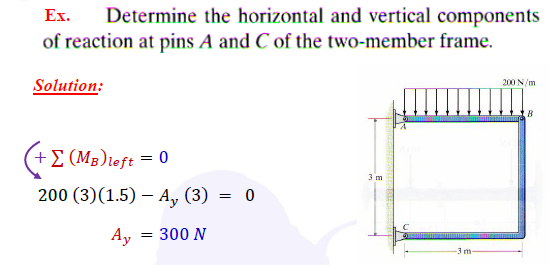 Ex. Determine the horizontal and vertical components
of reaction at pins A and C of the two-member frame.
Solution:
+ ∑ (M_B)_left = 0
200 (3)(1.5) − A_y (3) = 0
A_y = 300 N
200 N/m
A
B
3 m
C
3 m